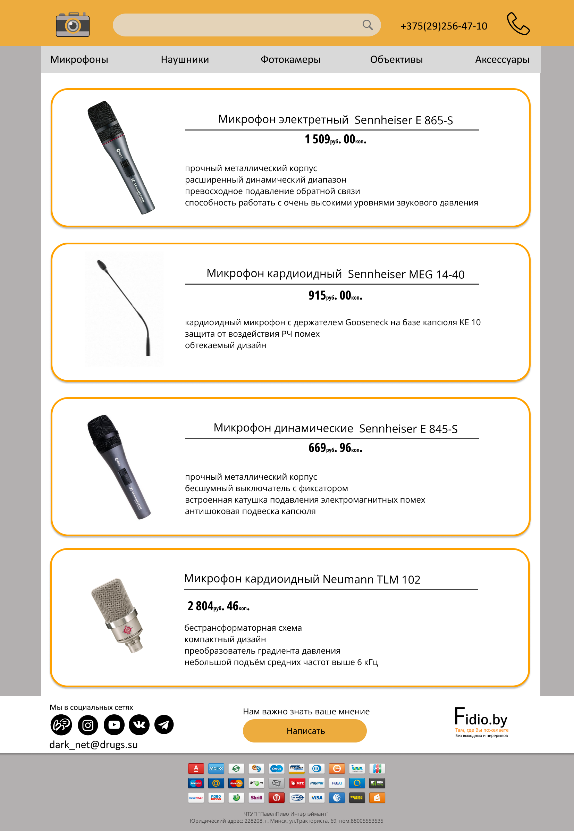 +375(29)256-47-10
Микрофоны Наушники Фотокамеры Объективы Аксессуары
Микрофон электретный Sennheiser E 865-S
1 509руб. 00коп.
прочный металлический корпус
расширенный динамический диапазон
превосходное подавление обратной связи
способность работать с очень высокими уровнями звукового давления
Микрофон кардиоидный Sennheiser MEG 14-40
915руб. 00коп.
кардиоидный микрофон с держателем Gooseneck на базе капсюля KE 10
защита от воздействия РЧ помех
обтекаемый дизайн
Микрофон динамические Sennheiser E 845-S
669руб. 96коп.
прочный металлический корпус
бесшумный выключатель с фиксатором
встроенная катушка подавления электромагнитных помех
антишоковая подвеска капсюля
Микрофон кардиоидный Neumann TLM 102
2 804руб. 46коп.
бестрансформаторная схема
компактный дизайн
преобразователь градиента давления
небольшой подъём средних частот выше 6 кГц
Мы в социальных сетях
dark_net@drugs.su
Нам важно знать ваше мнение
Написать
Fidio.by
Там, где Вы пожелаете